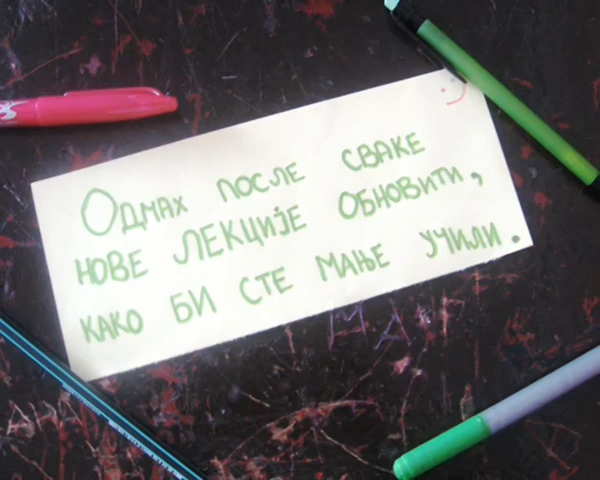 Одмах после сваке
нове лекције обновити,
како би сте мање учили.